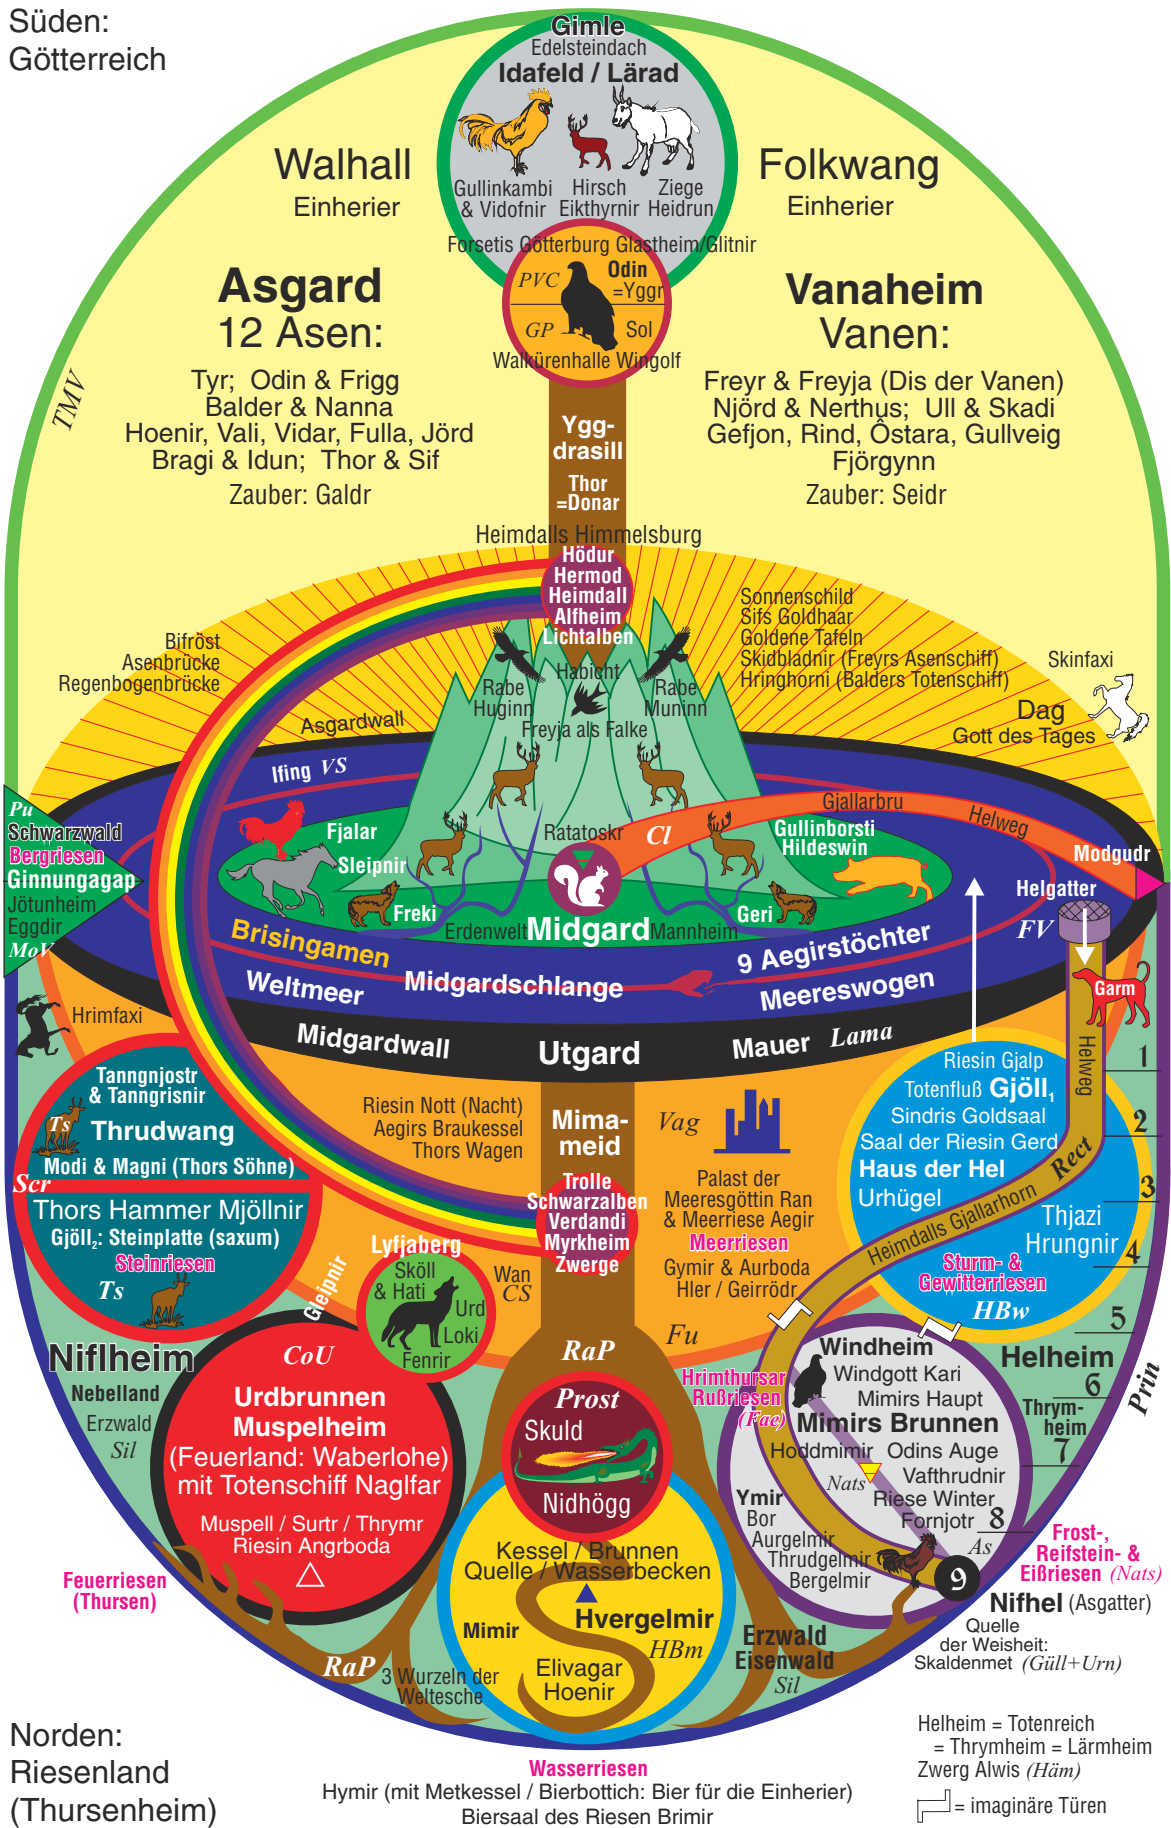 Süden:
Götterreich
Gimle
Edelsteindach
Idafeld / Lärad
Gullinkambi
& Vidofnir
Hirsch
Eikthyrnir
Ziege
Heidrun
Forsetis Götterburg Glastheim/Glitnir
PVC
Odin
=Yggr
GP
Sol
Walkürenhalle Wingolf
Walhall
Einherier
Folkwang
Einherier
Asgard
12 Asen:
Tyr; Odin & Frigg
Balder & Nanna
Hoenir, Vali, Vidar, Fulla, Jörd
Bragi & Idun; Thor & Sif
Zauber: Galdr
Vanaheim
Vanen:
Freyr & Freyja (Dis der Vanen)
Njörd & Nerthus; Ull & Skadi
Gefjon, Rind, Ôstara, Gullveig
Fjörgynn
Zauber: Seidr
TMV
Ygg-
drasill
Thor
=Donar
Heimdalls Himmelsburg
Hödur
Hermod
Heimdall
Alfheim
Lichtalben
Bifröst
Asenbrücke
Regenbogenbrücke
Asgardwall
Sonnenschild
Sifs Goldhaar
Goldene Tafeln
Skidbladnir (Freyrs Asenschiff)
Hringhorni (Balders Totenschiff)
Skinfaxi
Dag
Gott des Tages
Habicht
Rabe
Huginn
Rabe
Muninn
Freyja als Falke
Ifing VS
Pu
Schwarzwald
Bergriesen
Ginnungagap
Jötunheim
Eggdir
MoV
Fjalar
Sleipnir
Freki
Ratatoskr
Cl
Gjallarbru
Helweg
Gullinborsti
Hildeswin
Geri
Modgudr
Helgatter
FV
Garm
Erdenwelt Midgard Mannheim
Brisingamen
Weltmeer
Midgardschlange
9 Aegirstöchter
Meereswogen
Midgardwall
Utgard
Mauer Lama
Hrimfaxi
Tanngnjostr
& Tanngrisnir
Ts
Thrudwang
Modi & Magni (Thors Söhne)
Scr
Thors Hammer Mjöllnir
Gjöll2: Steinplatte (saxum)
Steinriesen
Ts
Riesin Nott (Nacht)
Aegirs Braukessel
Thors Wagen
Mima-
meid
Trolle
Schwarzalben
Verdandi
Myrkheim
Zwerge
Vag
Palast der
Meeresgöttin Ran
& Meerriese Aegir
Meerriesen
Gymir & Aurboda
Hler / Geirrödr
Fu
Riesin Gjalp
Totenfluß Gjöll1
Sindris Goldsaal
Saal der Riesin Gerd
Haus der Hel
Urhügel
Helweg
Rect
Heimdalls Gjallarhorn
Thjazi
Hrungnir
Sturm- &
Gewitterriesen
HBw
1
2
3
4
5
6
7
8
9
Gleipnir
Lyfjaberg
Sköll
& Hati
Urd
Loki
Fenrir
Wan
CS
Niflheim
Nebelland
Erzwald
Sil
CoU
Urdbrunnen
Muspelheim
(Feuerland: Waberlohe)
mit Totenschiff Naglfar
Muspell / Surtr / Thrymr
Riesin Angrboda
Feuerriesen
(Thursen)
RaP
Prost
Skuld
Nidhögg
Kessel / Brunnen
Quelle / Wasserbecken
Hvergelmir
Mimir
HBm
Elivagar
Hoenir
RaP
3 Wurzeln der
Weltesche
Hrimthursar
Rußriesen
(Fae)
Windheim
Windgott Kari
Mimirs Haupt
Mimirs Brunnen
Hoddmimir Odins Auge
Nats
Vafthrudnir
Riese Winter
Fornjotr
As
Ymir
Bor
Aurgelmir
Thrudgelmir
Bergelmir
Helheim
Thrym-
heim
Prin
Frost-,
Reifstein- &
Eißriesen (Nats)
Nifhel (Asgatter)
Quelle
der Weisheit:
Skaldenmet (Güll+Urn)
Erzwald
Eisenwald
Sil
Norden:
Riesenland
(Thursenheim)
Wasserriesen
Hymir (mit Metkessel / Bierbottich: Bier für die Einherier)
Biersaal des Riesen Brimir
Helheim = Totenreich
= Thrymheim = Lärmheim
Zwerg Alwis (Häm)
= imaginäre Türen